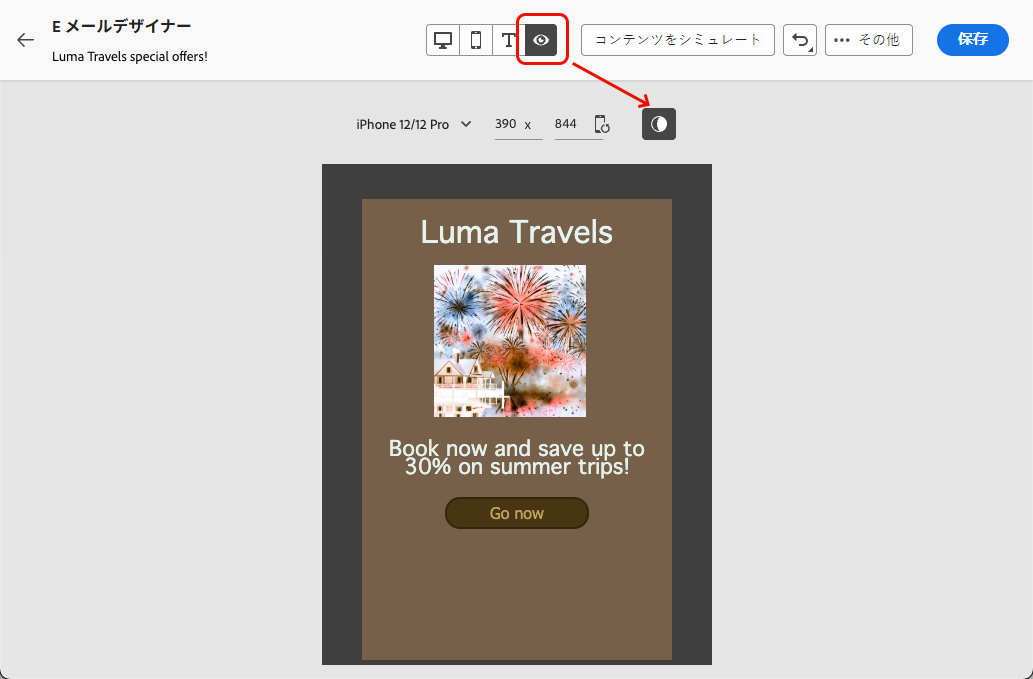 E メールデザイナー
Luma Travels special offers!
T
コンテンツをシミュレート
••• その他
保存
iPhone 12/12 Pro
390 x 844
Luma Travels
Book now and save up to
30% on summer trips!
Go now